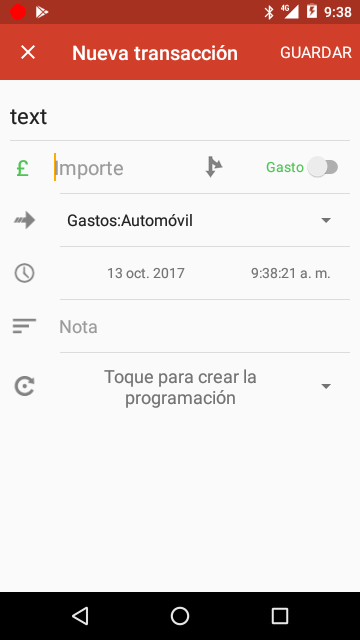 4G 9:38
Nueva transacción GUARDAR
text
£ Importe Gasto
Gastos:Automóvil
13 oct. 2017 9:38:21 a. m.
Nota
Toque para crear la
programación